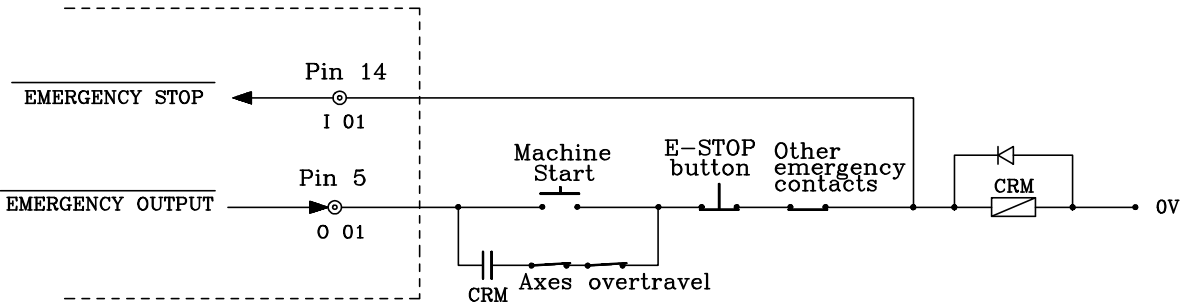 Pin 14
EMERGENCY STOP
I 01
E-STOP
button
Other
emergency
contacts
Machine
Start
Pin 5
CRM
EMERGENCY OUTPUT
0V
O 01
Axes overtravel
CRM